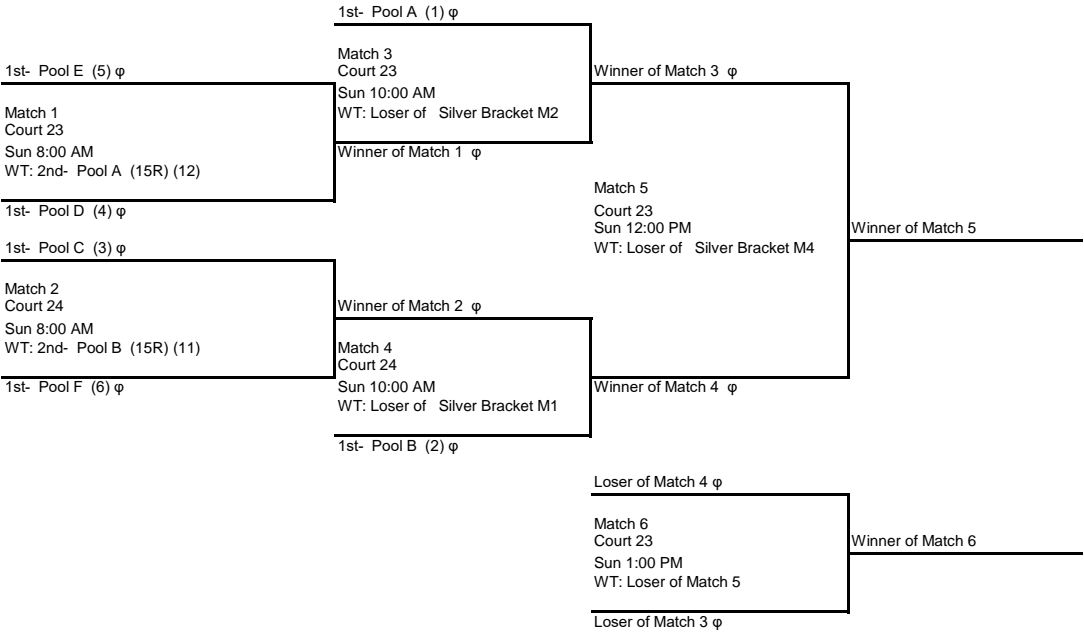 1st- Pool A (1) φ
Match 3
Court 23
Sun 10:00 AM
WT: Loser of Silver Bracket M2
1st- Pool E (5) φ
Match 1
Court 23
Sun 8:00 AM
WT: 2nd- Pool A (15R) (12)
1st- Pool D (4) φ
Winner of Match 3 φ
Winner of Match 1 φ
Match 5
Court 23
Sun 12:00 PM
WT: Loser of Silver Bracket M4
Winner of Match 5
1st- Pool C (3) φ
Match 2
Court 24
Sun 8:00 AM
WT: 2nd- Pool B (15R) (11)
1st- Pool F (6) φ
Winner of Match 2 φ
Match 4
Court 24
Sun 10:00 AM
WT: Loser of Silver Bracket M1
1st- Pool B (2) φ
Winner of Match 4 φ
Loser of Match 4 φ
Match 6
Court 23
Sun 1:00 PM
WT: Loser of Match 5
Loser of Match 3 φ
Winner of Match 6